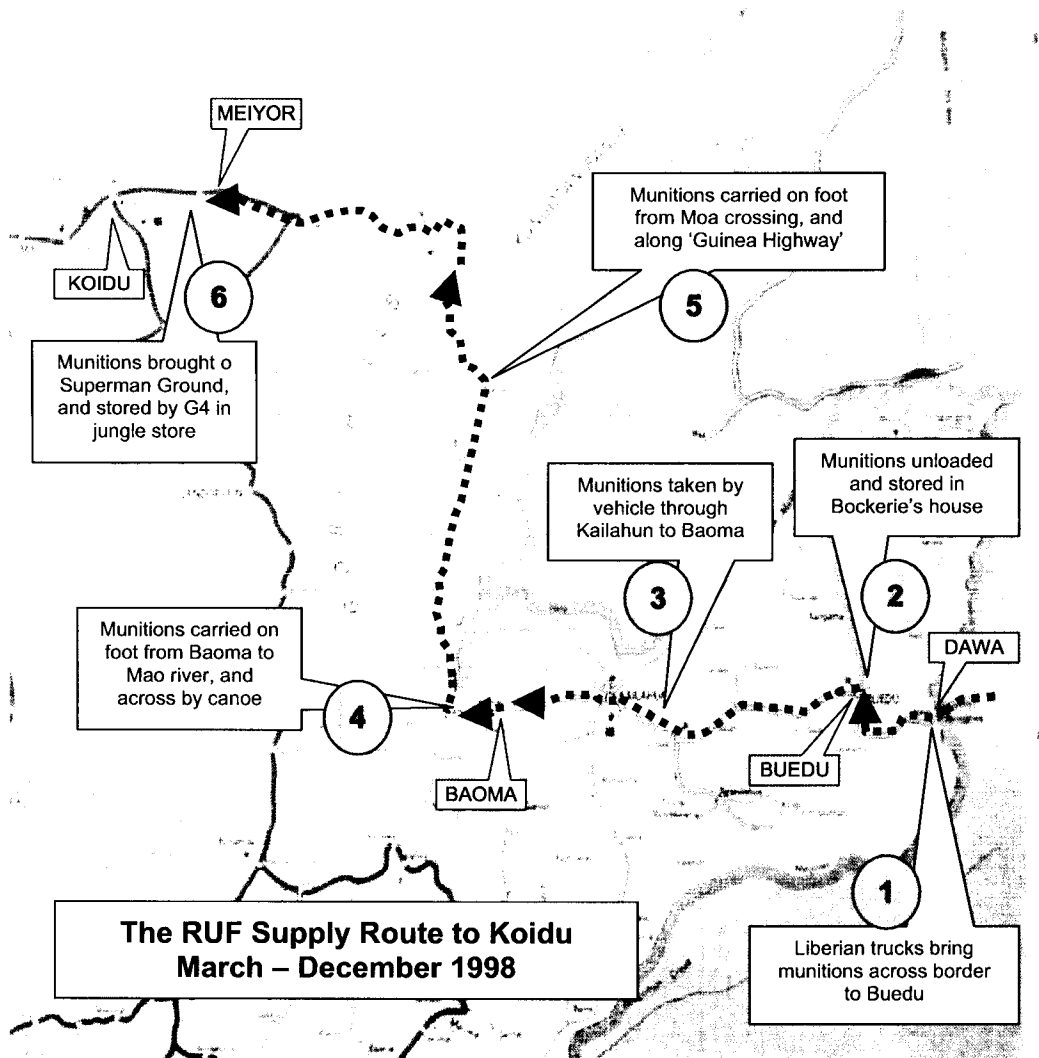 MEIYOR
Munitions carried on foot
from Moa crossing, and
along ‘Guinea Highway’
5
KOIDU
6
Munitions brought o
Superman Ground,
and stored by G4 in
jungle store
Munitions unloaded
and stored in
Bockerie's house
2
Munitions taken by
vehicle through
Kailahun to Baoma
3
DAWA
Munitions carried on
foot from Baoma to
Mao river, and
across by canoe
4
BUEDU
BAOMA
1
Liberian trucks bring
munitions across border
to Buedu
The RUF Supply Route to Koidu
March – December 1998